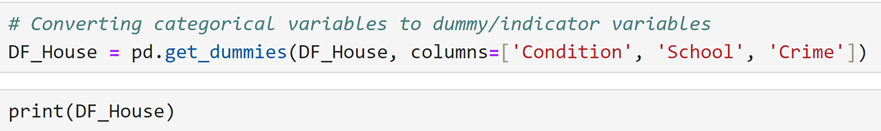 # Converting categorical variables to dummy/indicator variables
DF_House = pd.get_dummies(DF_House, columns=['Condition', 'School', 'Crime'])
print(DF_House)